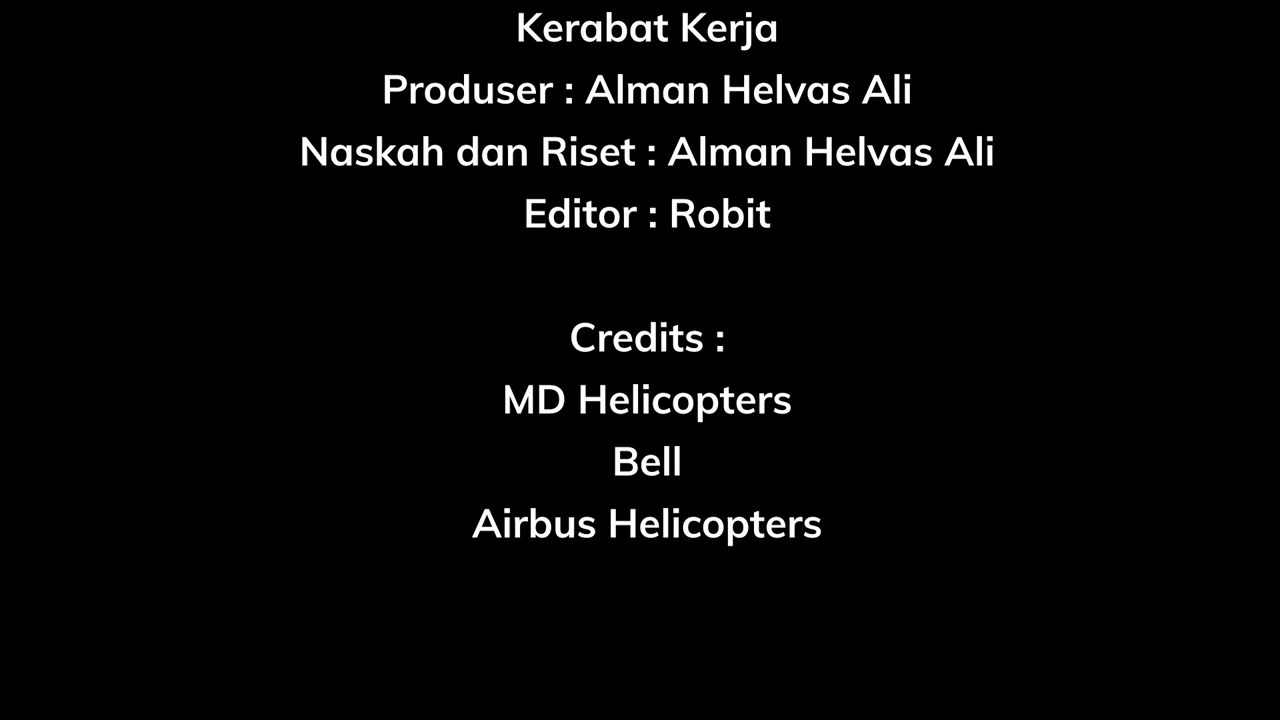 Kerabat Kerja
Produser : Alman Helvas Ali
Naskah dan Riset : Alman Helvas Ali
Editor : Robit
Credits :
MD Helicopters
Bell
Airbus Helicopters